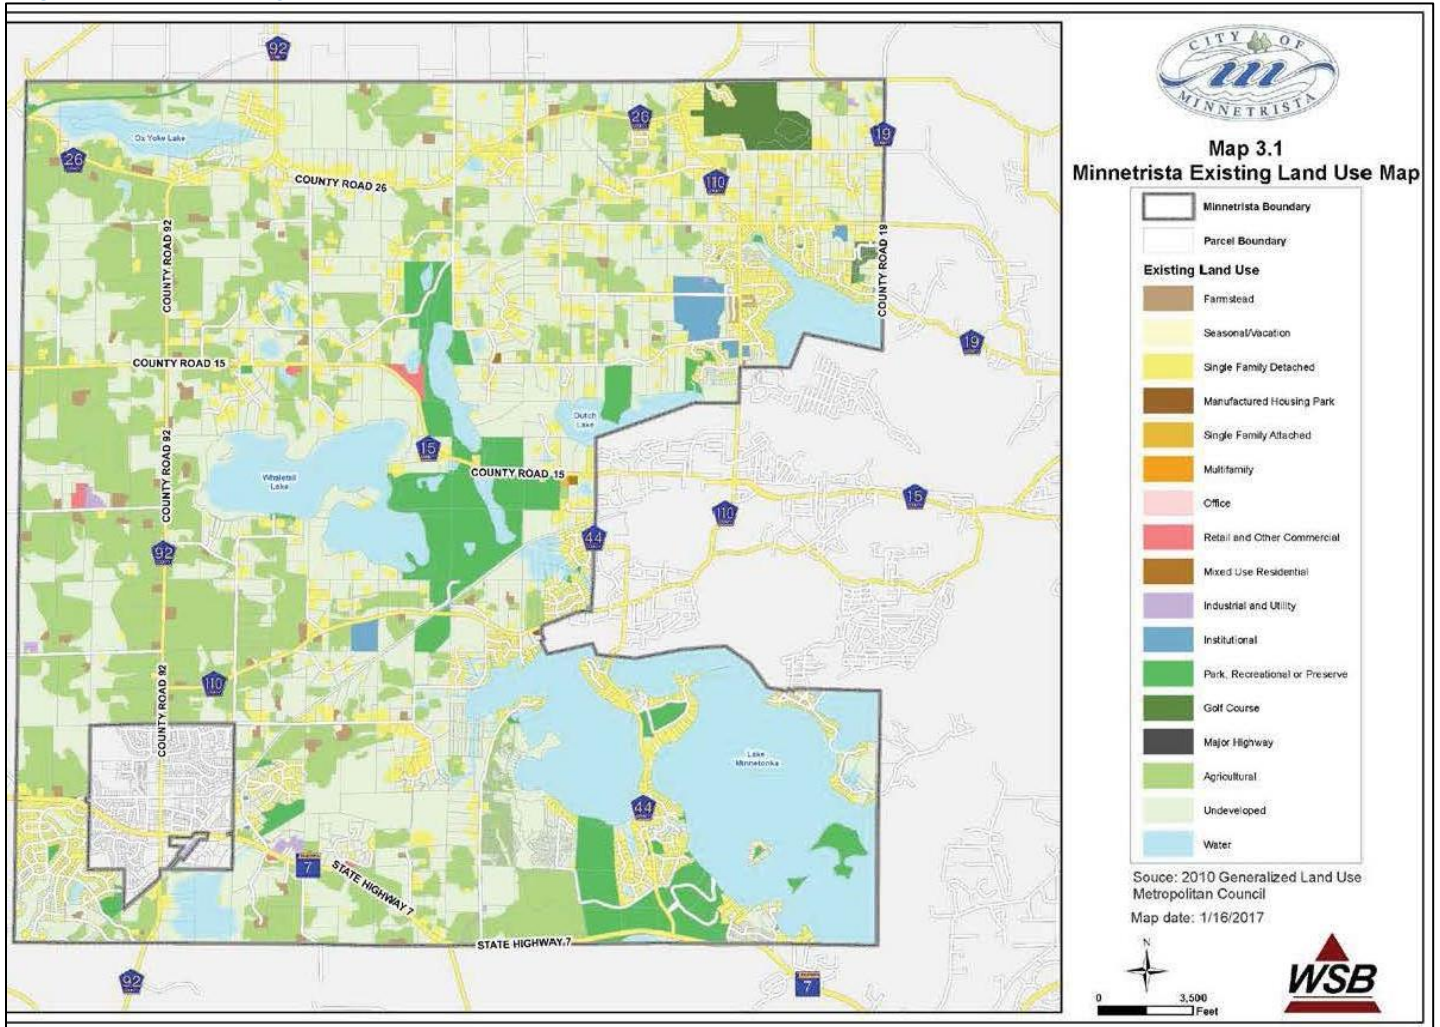 92
26
26
19
Ox Yoke Lake
110
COUNTY ROAD 26
COUNTY ROAD 92
COUNTY ROAD 19
COUNTY ROAD 15
19
Dutch
Lake
COUNTY ROAD 92
15
COUNTY ROAD 15
Whaletail
Lake
110
15
92
44
COUNTY ROAD 92
110
Lake
Minnetonka
44
7
STATE HIGHWAY 7
STATE HIGHWAY 7
92
7
CITY OF
m
MINNETRISTA
Map 3.1
Minnetrista Existing Land Use Map
Minnetrista Boundary
Parcel Boundary
Existing Land Use
Farmstead
Seasonal/Vacation
Single Family Detached
Manufactured Housing Park
Single Family Attached
Multifamily
Office
Retail and Other Commercial
Mixed Use Residential
Industrial and Utility
Institutional
Park, Recreational or Preserve
Golf Course
Major Highway
Agricultural
Undeveloped
Water
Souce: 2010 Generalized Land Use
Metropolitan Council
Map date: 1/16/2017
N
0 3,500
Feet
WSB